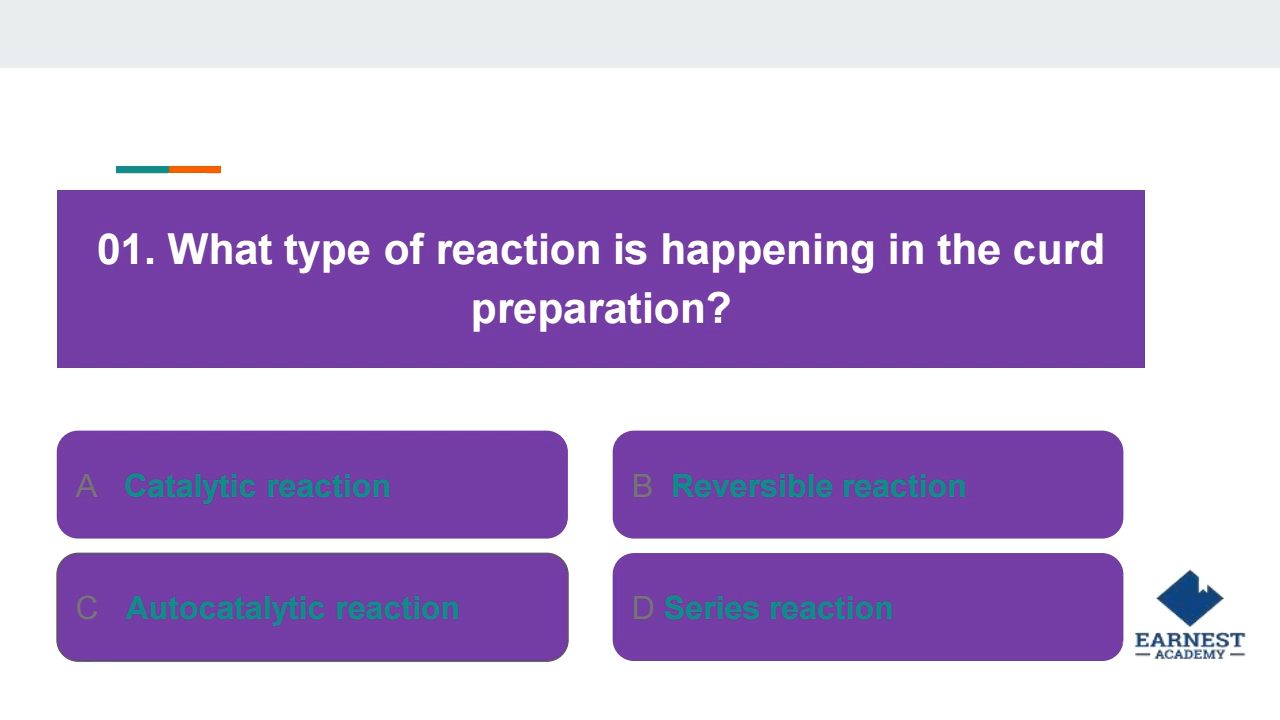 01. What type of reaction is happening in the curd
preparation?
A Catalytic reaction
B Reversible reaction
C Autocatalytic reaction
D Series reaction
EARNEST
ACADEMY